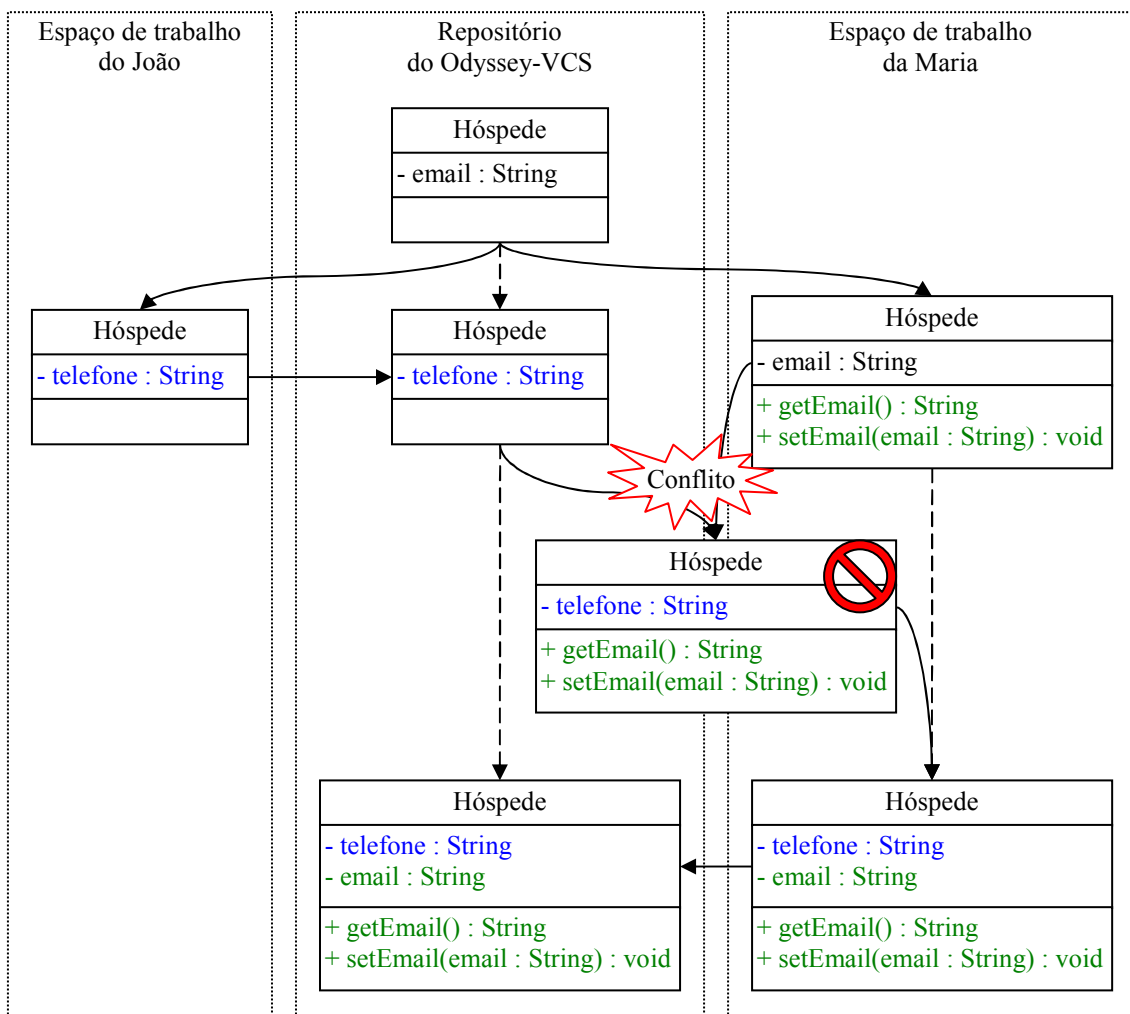 Espaço de trabalho
do João
Repositório
do Odyssey-VCS
Espaço de trabalho
da Maria
Hóspede
- email : String
Hóspede
- telefone : String
Hóspede
- telefone : String
Hóspede
- email : String
+ getEmail() : String
+ setEmail(email : String) : void
Conflito
Hóspede
- telefone : String
+ getEmail() : String
+ setEmail(email : String) : void
Hóspede
- telefone : String
- email : String
+ getEmail() : String
+ setEmail(email : String) : void
Hóspede
- telefone : String
- email : String
+ getEmail() : String
+ setEmail(email : String) : void